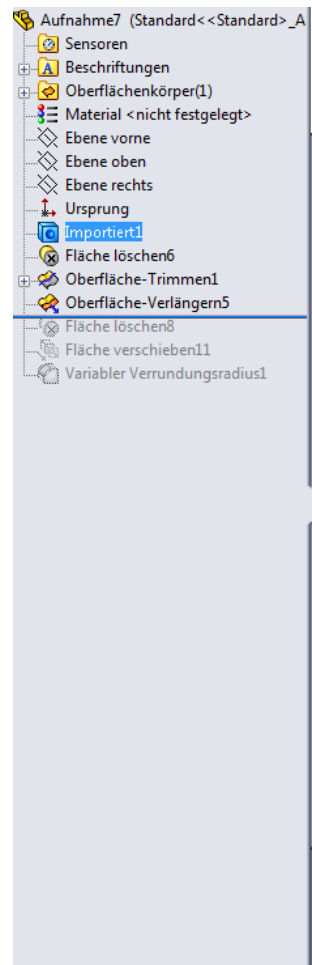 Aufnahme7 (Standard<<Standard>_A
Sensoren
Beschriftungen
Oberflächenkörper(1)
Material <nicht festgelegt>
Ebene vorne
Ebene oben
Ebene rechts
Ursprung
Importiert1
Fläche löschen6
Oberfläche-Trimmen1
Oberfläche-Verlängern5
Fläche löschen8
Fläche verschieben11
Variabler Verrundungsradius1